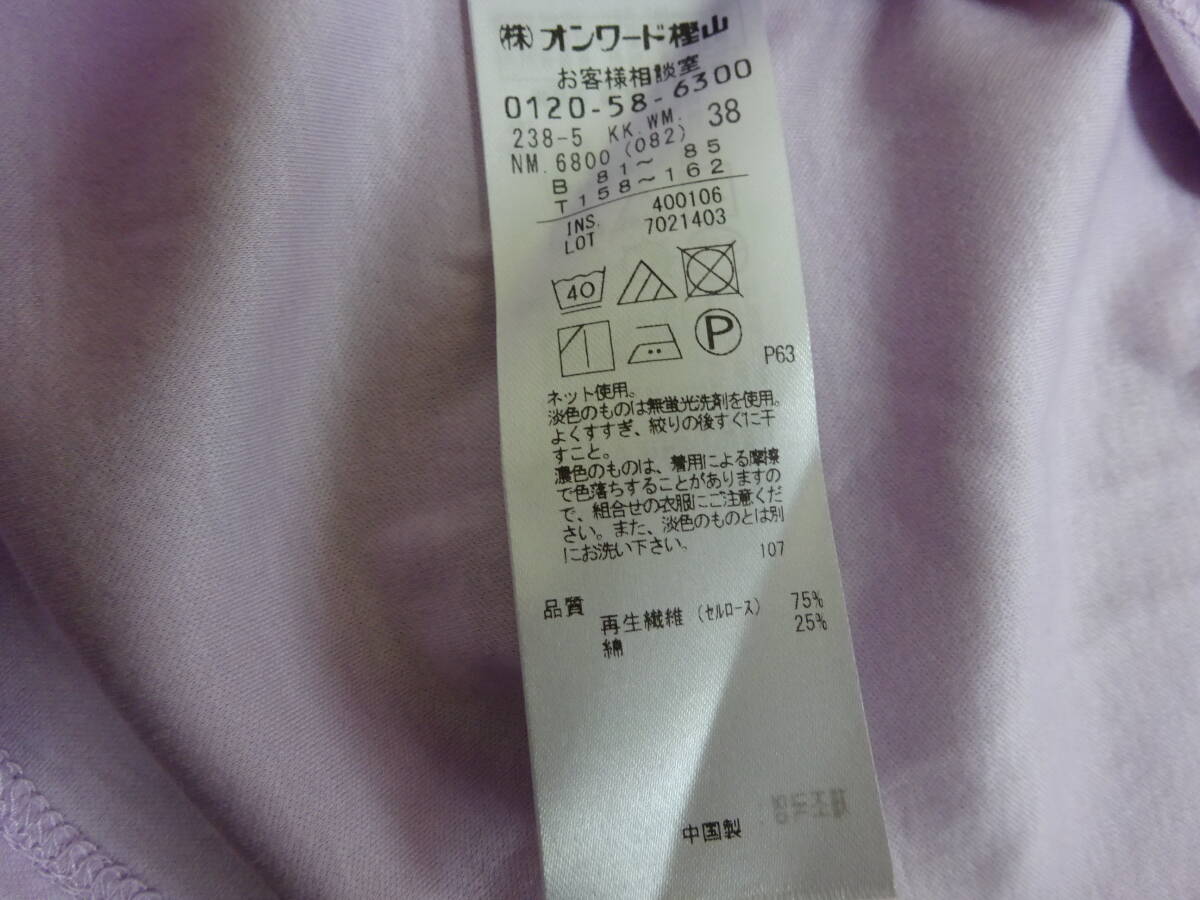 ㈱オンワード樫山
お客様相談室
0120-58-6300
238-5 KK.WM. 38
NM.6800 (082)
B 81〜 85
T158〜162
INS. 400106
LOT 7021403
40
P
P63
ネット使用。
淡色のものは無蛍光洗剤を使用。
よくすすぎ、絞りの後すぐに干
すこと。
濃色のものは、着用による摩擦
で色落ちすることがありますの
で、組合せの衣服にご注意くだ
さい。また、淡色のものとは別
にお洗い下さい。 107
品質 再生繊維(セルロース) 75%
綿 25%
中国製